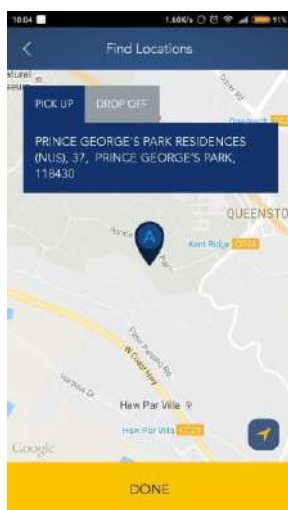 10:04 1.60K/s 91%
Find Locations
PICK UP DROP OFF
PRINCE GEORGE'S PARK RESIDENCES
(NUS), 37, PRINCE GEORGE'S PARK,
118430
QUEENSTO
A
Kent Ridge CC24
Pasir Panjang Rd
W Coast Hwy
Harbour Dr
Haw Par Villa
Haw Par Villa CC25
Google
DONE